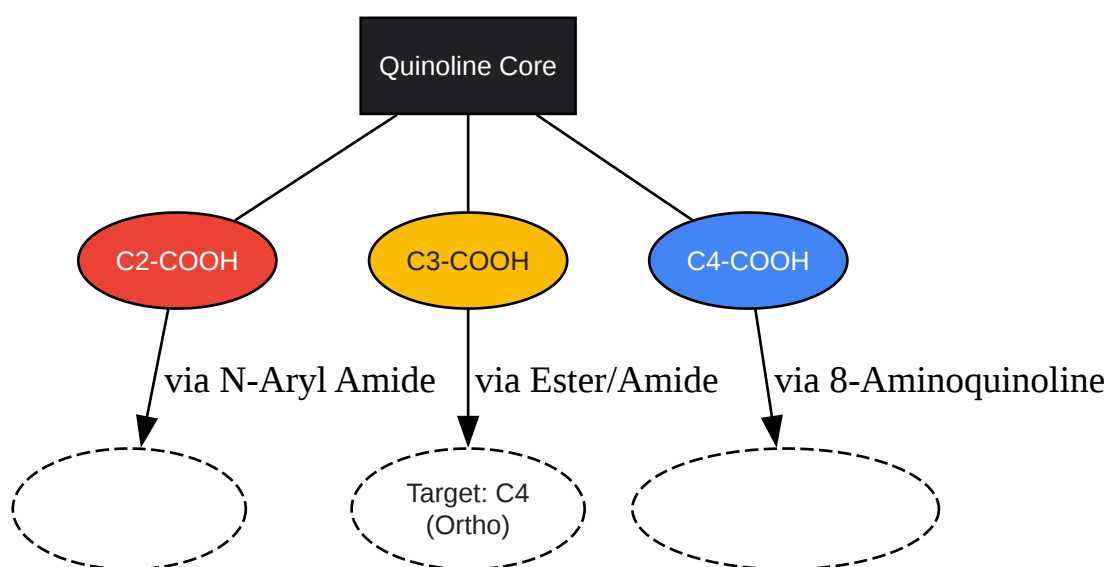 Quinoline Core
C2-COOH
C3-COOH
C4-COOH
via N-Aryl Amide
via Ester/Amide
via 8-Aminoquinoline
Target: C4
(Ortho)